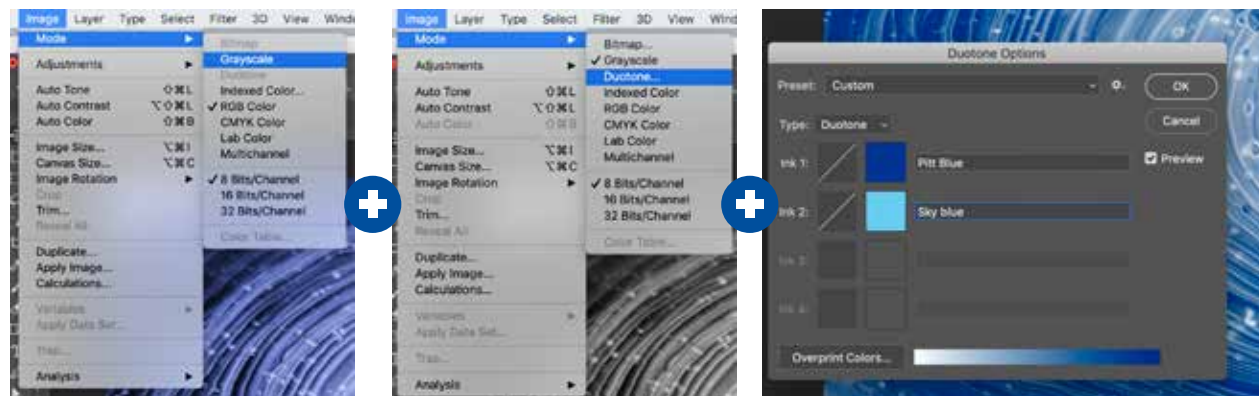 Image Layer Type Select Filter 3D View Wind
Mode
Adjustments
Auto Tone ⇧⌘L
Auto Contrast ⌥⇧⌘L
Auto Color ⇧⌘B
Image Size... ⌥⌘I
Canvas Size... ⌥⌘C
Image Rotation
Crop
Trim...
Reveal All
Duplicate...
Apply Image...
Calculations...
Variables
Apply Data Set...
Trap...
Analysis
Bitmap
Grayscale
Duotone
Indexed Color...
✓ RGB Color
CMYK Color
Lab Color
Multichannel
✓ 8 Bits/Channel
16 Bits/Channel
32 Bits/Channel
Color Table...
Image Layer Type Select Filter 3D View Wind
Mode
Adjustments
Auto Tone ⇧⌘L
Auto Contrast ⌥⇧⌘L
Auto Color ⇧⌘B
Image Size... ⌥⌘I
Canvas Size... ⌥⌘C
Image Rotation
Crop
Trim...
Reveal All
Duplicate...
Apply Image...
Calculations...
Variables
Apply Data Set...
Trap...
Analysis
Bitmap...
✓ Grayscale
Duotone...
Indexed Color
RGB Color
CMYK Color
Lab Color
Multichannel
✓ 8 Bits/Channel
16 Bits/Channel
32 Bits/Channel
Color Table...
Duotone Options
Preset: Custom
OK
Type: Duotone
Cancel
Ink 1: Pitt Blue
Preview
Ink 2: Sky blue
Ink 3:
Ink 4:
Overprint Colors...